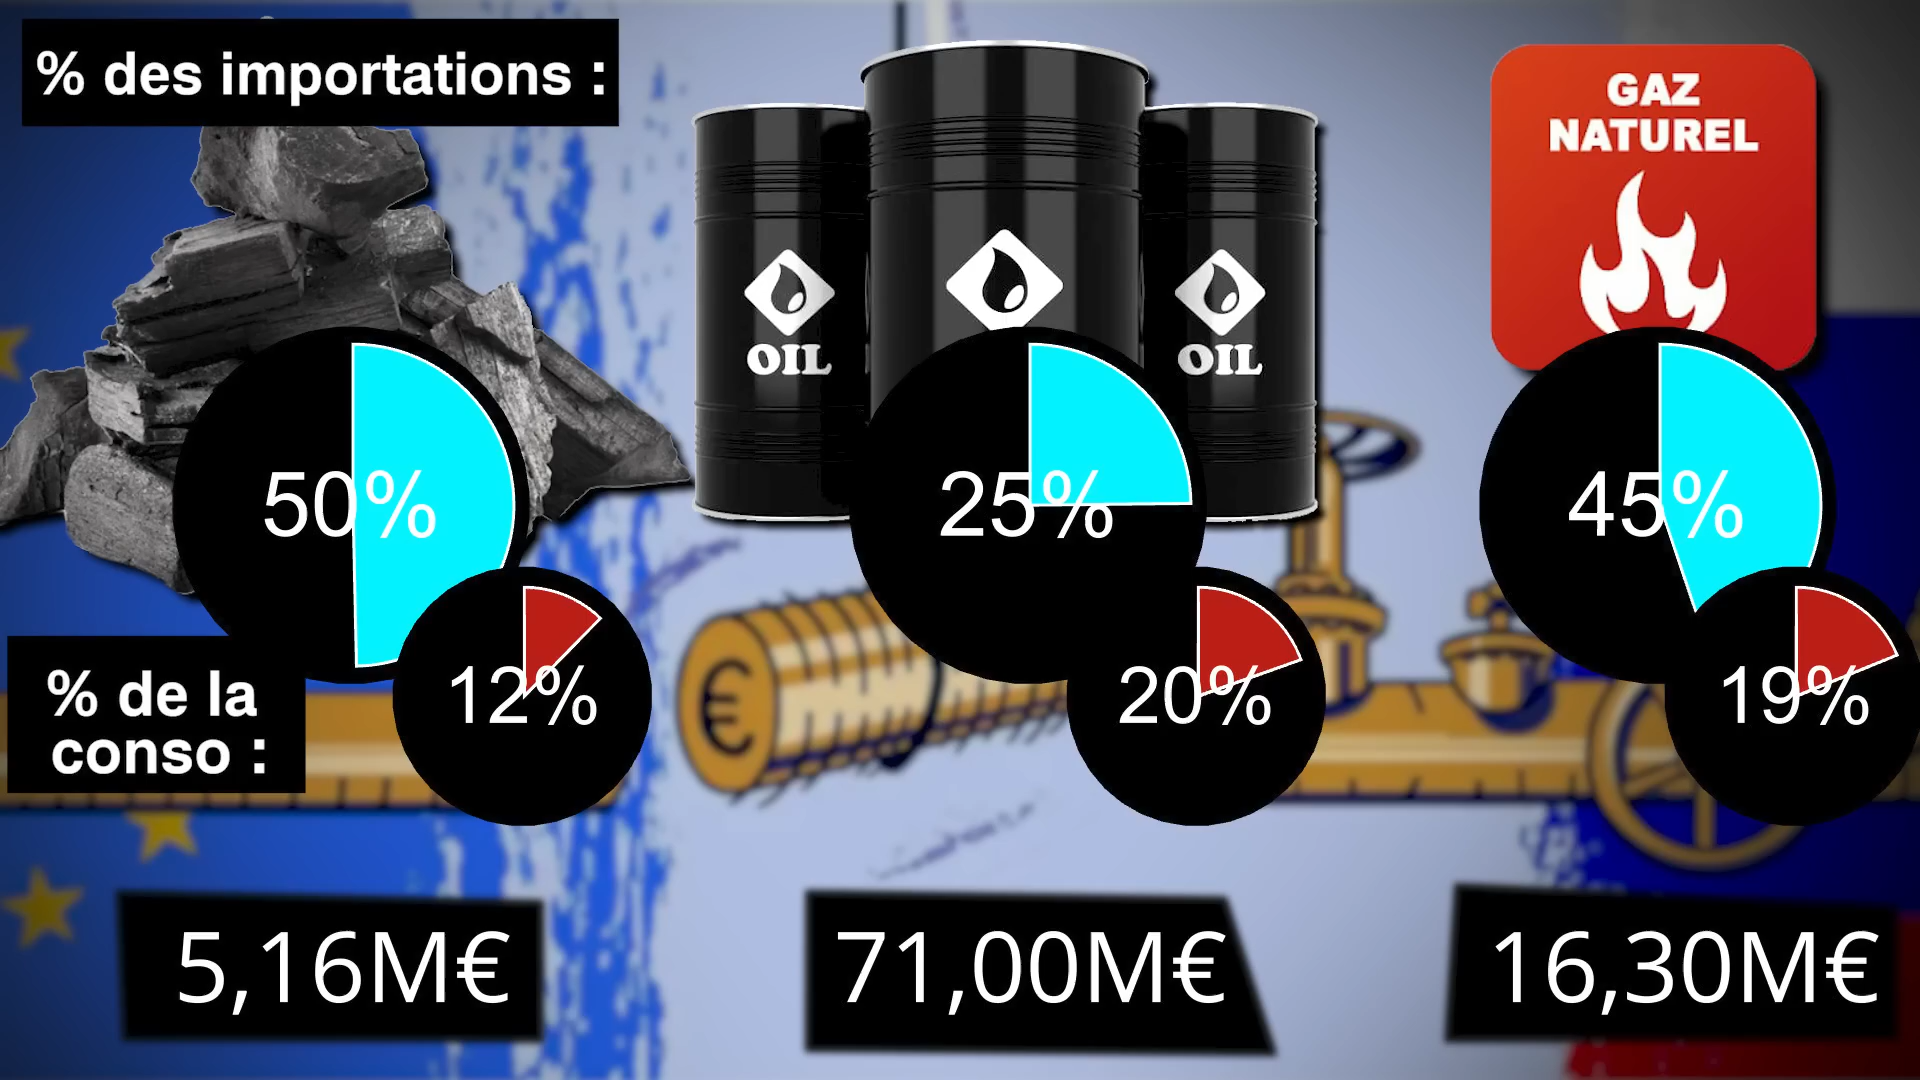 % des importations :
GAZ
NATUREL
OIL
OIL
50%
25%
45%
% de la
conso :
12%
20%
19%
€
5,16M€
71,00M€
16,30M€